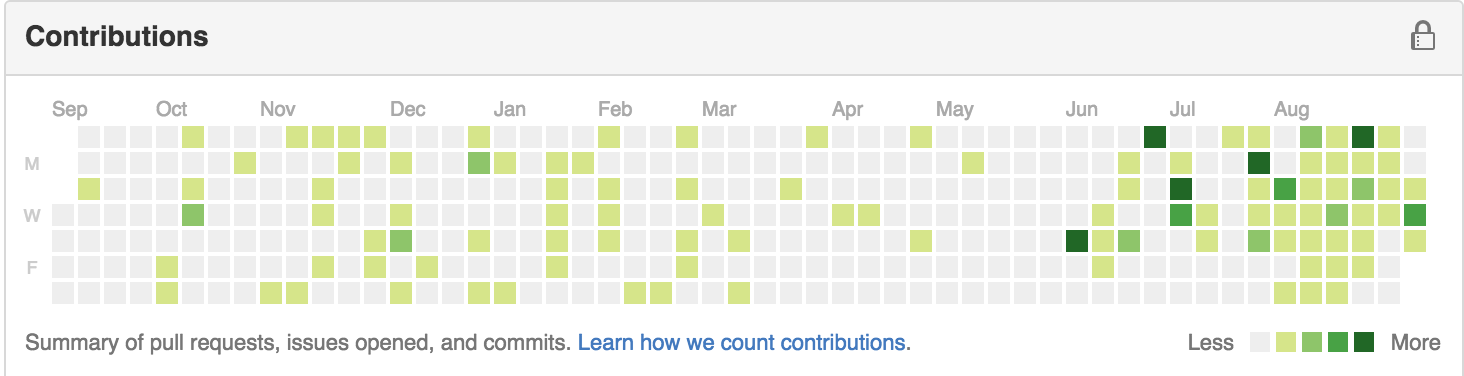 Contributions
Sep Oct Nov Dec Jan Feb Mar Apr May Jun Jul Aug
M
W
F
Summary of pull requests, issues opened, and commits. Learn how we count contributions.
Less More